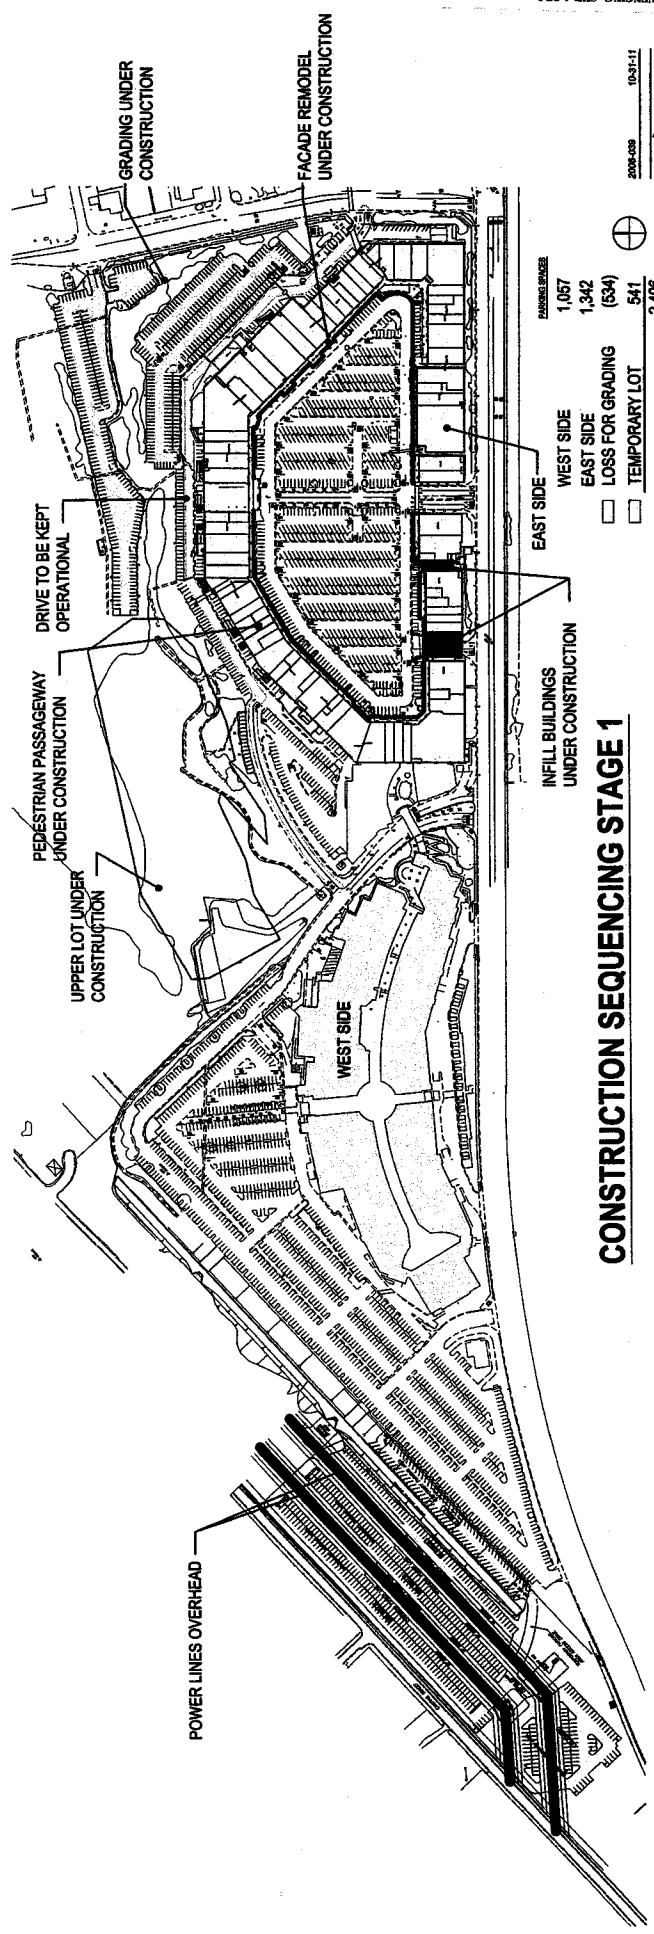 GRADING UNDER
CONSTRUCTION
FACADE REMODEL
UNDER CONSTRUCTION
DRIVE TO BE KEPT
OPERATIONAL
PEDESTRIAN PASSAGEWAY
UNDER CONSTRUCTION
UPPER LOT UNDER
CONSTRUCTION
WEST SIDE
POWER LINES OVERHEAD
EAST SIDE
INFILL BUILDINGS
UNDER CONSTRUCTION
CONSTRUCTION SEQUENCING STAGE 1
PARKING SPACES
WEST SIDE 1,057
EAST SIDE 1,342
LOSS FOR GRADING (534)
TEMPORARY LOT 541
2008-039 10-31-11